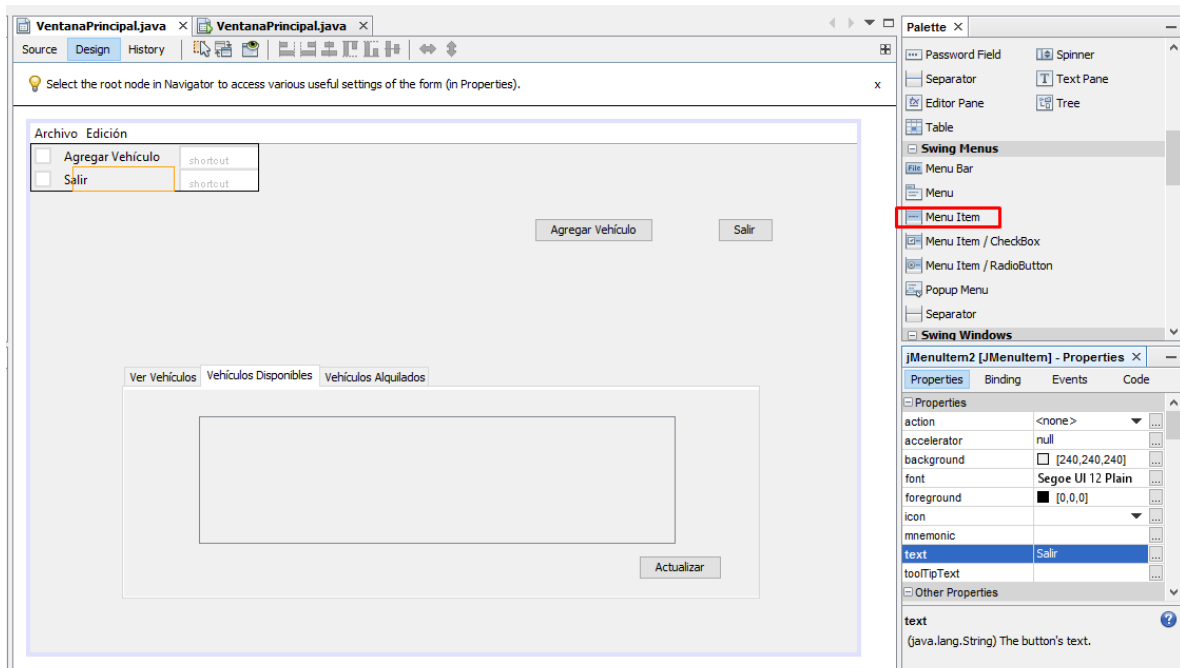 VentanaPrincipal.java × VentanaPrincipal.java ×
Source Design History
Select the root node in Navigator to access various useful settings of the form (in Properties). x
Archivo Edición
Agregar Vehículo shortcut
Salir shortcut
Agregar Vehículo Salir
Ver Vehículos Vehículos Disponibles Vehículos Alquilados
Actualizar
Palette ×
Password Field Spinner
Separator Text Pane
Editor Pane Tree
Table
Swing Menus
File Menu Bar
Menu
Menu Item
Menu Item / CheckBox
Menu Item / RadioButton
Popup Menu
Separator
Swing Windows
jMenuItem2 [JMenuItem] - Properties ×
Properties Binding Events Code
Properties
action <none> ...
accelerator null ...
background [240,240,240] ...
font Segoe UI 12 Plain ...
foreground [0,0,0] ...
icon ...
mnemonic ...
text Salir ...
toolTipText ...
Other Properties
text
(java.lang.String) The button's text.